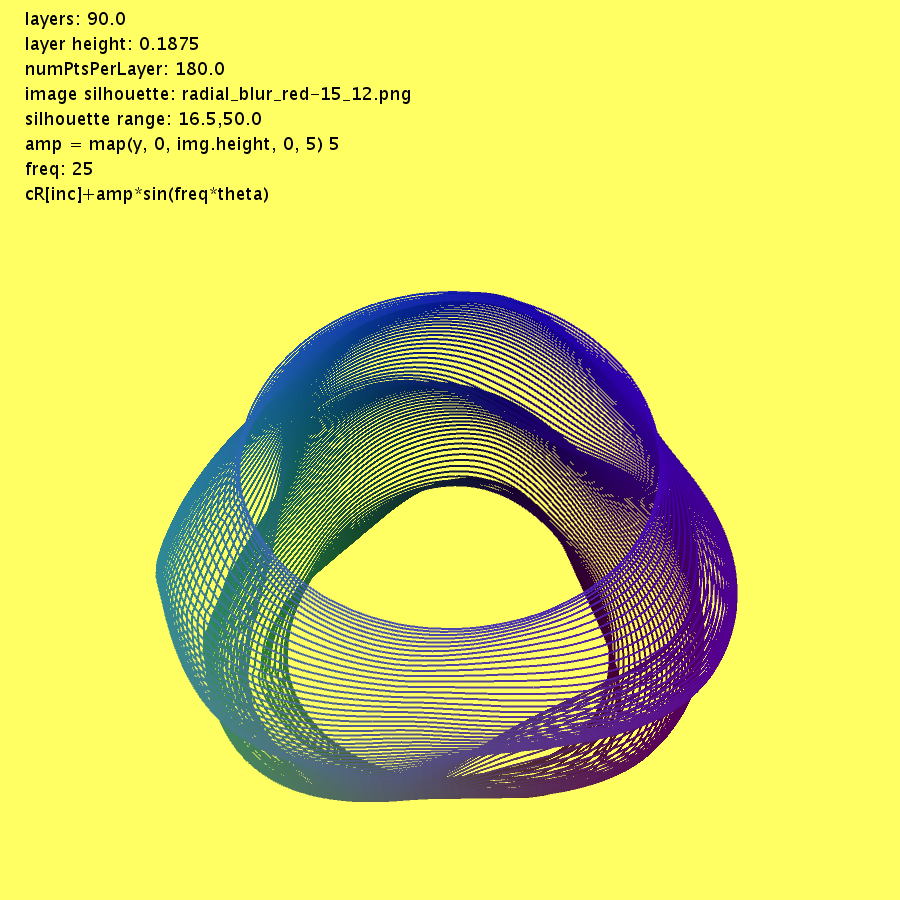 layers: 90.0
layer height: 0.1875
numPtsPerLayer: 180.0
image silhouette: radial_blur_red-15_12.png
silhouette range: 16.5,50.0
amp = map(y, 0, img.height, 0, 5) 5
freq: 25
cR[inc]+amp*sin(freq*theta)